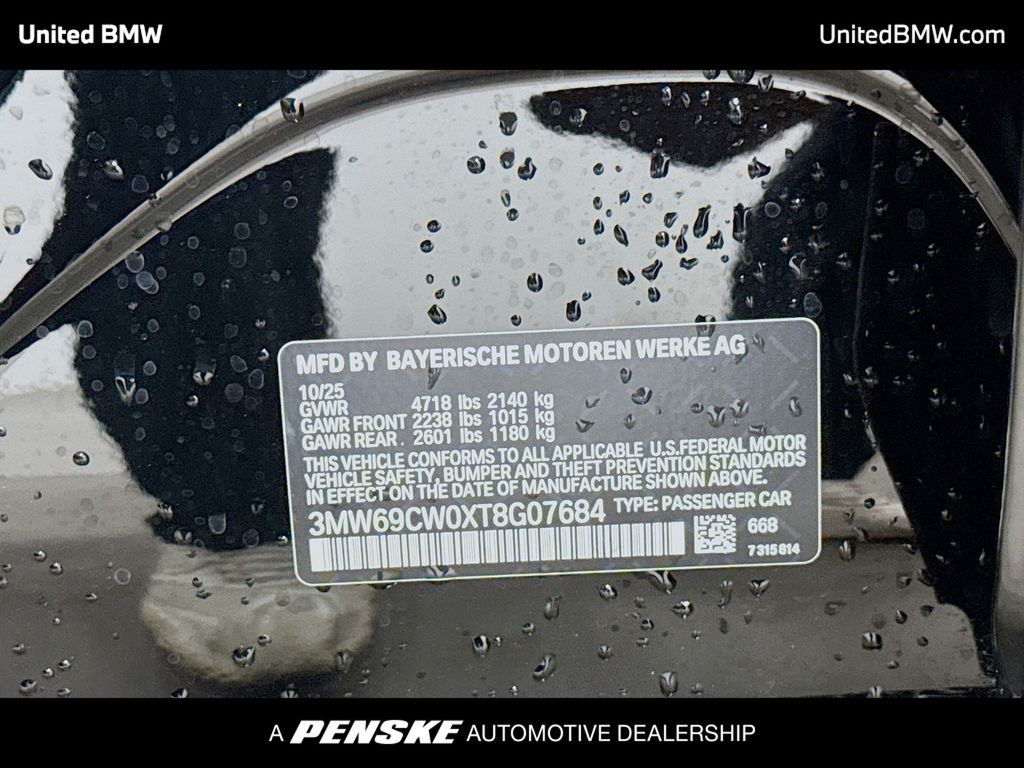 United BMW
UnitedBMW.com
MFD BY BAYERISCHE MOTOREN WERKE AG
10/25
GVWR 4718 lbs 2140 kg
GAWR FRONT 2238 lbs 1015 kg
GAWR REAR . 2601 lbs 1180 kg
THIS VEHICLE CONFORMS TO ALL APPLICABLE U.S.FEDERAL MOTOR
VEHICLE SAFETY, BUMPER AND THEFT PREVENTION STANDARDS
IN EFFECT ON THE DATE OF MANUFACTURE SHOWN ABOVE.
3MW69CW0XT8G07684 TYPE: PASSENGER CAR
668
7315814
A PENSKE AUTOMOTIVE DEALERSHIP